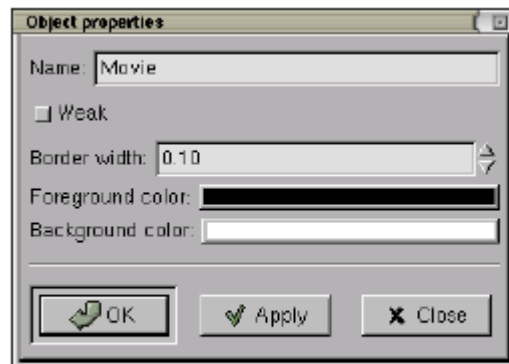 Object properties
Name: Movie
Weak
Border width: 0.10
Foreground color:
Background color:
OK Apply Close